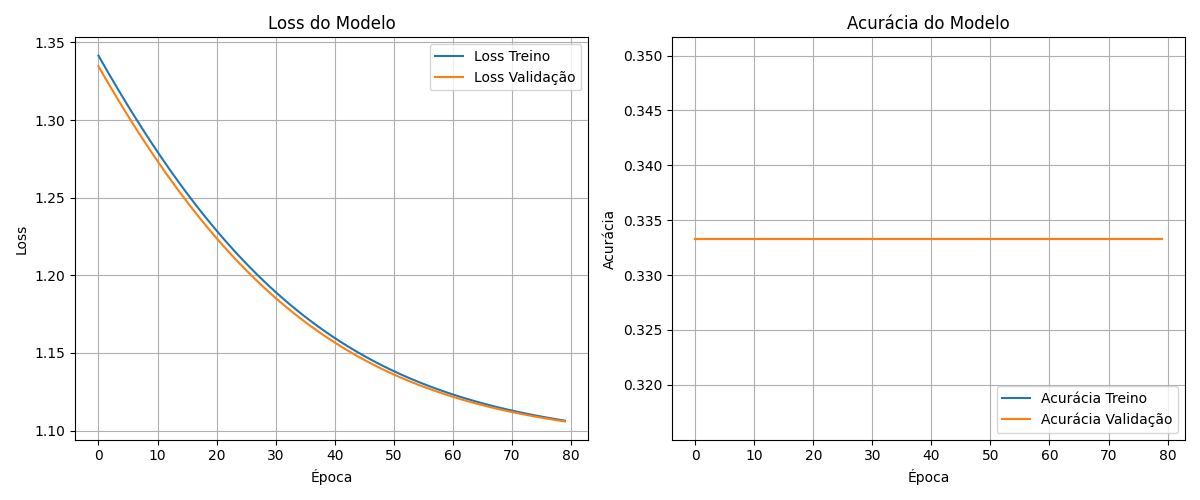 Loss do Modelo
1.35
1.30
1.25
1.20
1.15
1.10
Loss
0 10 20 30 40 50 60 70 80
Época
Loss Treino
Loss Validação
Acurácia do Modelo
0.350
0.345
0.340
0.335
0.330
0.325
0.320
Acurácia
0 10 20 30 40 50 60 70 80
Época
Acurácia Treino
Acurácia Validação